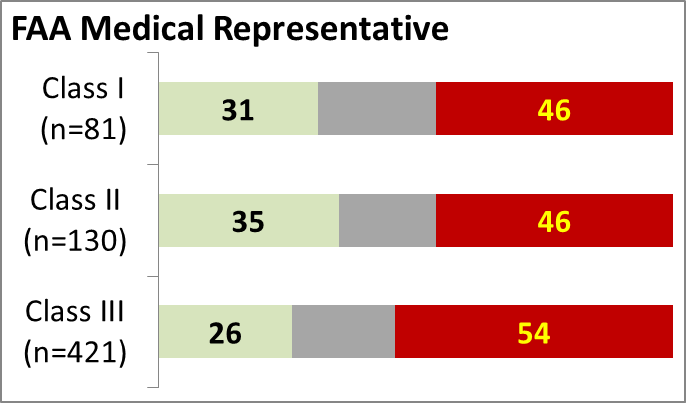 FAA Medical Representative
Class I
(n=81)
31
46
Class II
(n=130)
35
46
Class III
(n=421)
26
54